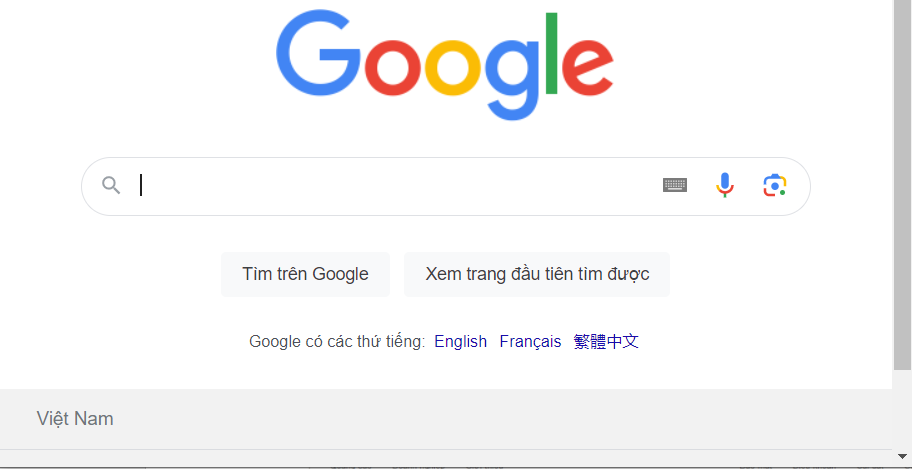 Google
Tìm trên Google Xem trang đầu tiên tìm được
Google có các thứ tiếng: English Français 繁體中文
Việt Nam